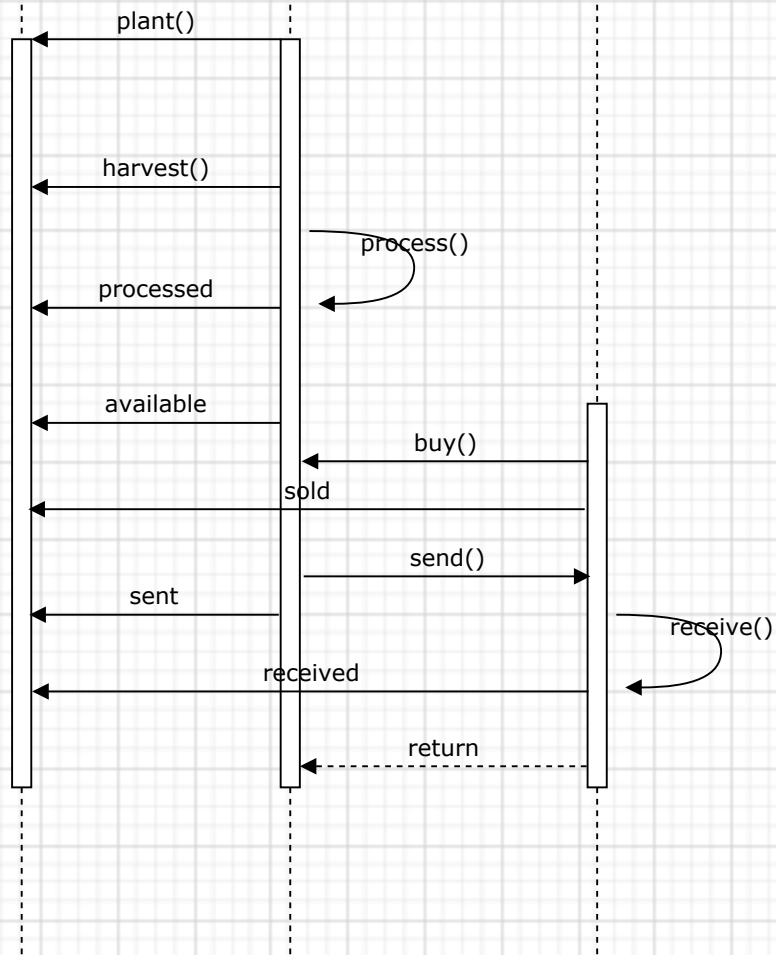 plant()
harvest()
process()
processed
available
buy()
sold
send()
sent
receive()
received
return